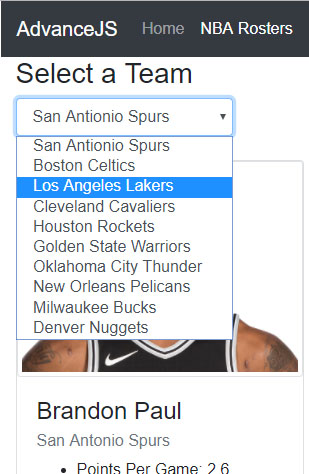 AdvanceJS Home NBA Rosters
Select a Team
San Antionio Spurs
San Antionio Spurs
Boston Celtics
Los Angeles Lakers
Cleveland Cavaliers
Houston Rockets
Golden State Warriors
Oklahoma City Thunder
New Orleans Pelicans
Milwaukee Bucks
Denver Nuggets
Brandon Paul
San Antonio Spurs
• Points Per Game: 2.6